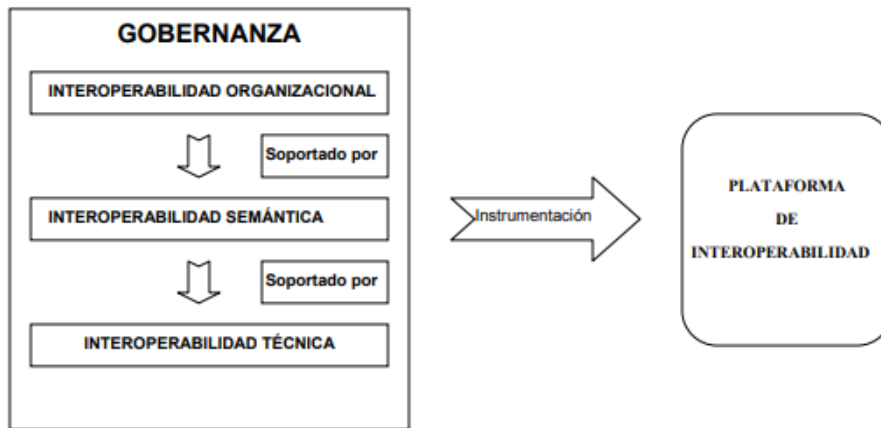 GOBERNANZA
INTEROPERABILIDAD ORGANIZACIONAL
Soportado por
INTEROPERABILIDAD SEMÁNTICA
Soportado por
INTEROPERABILIDAD TÉCNICA
Instrumentación
PLATAFORMA
DE
INTEROPERABILIDAD